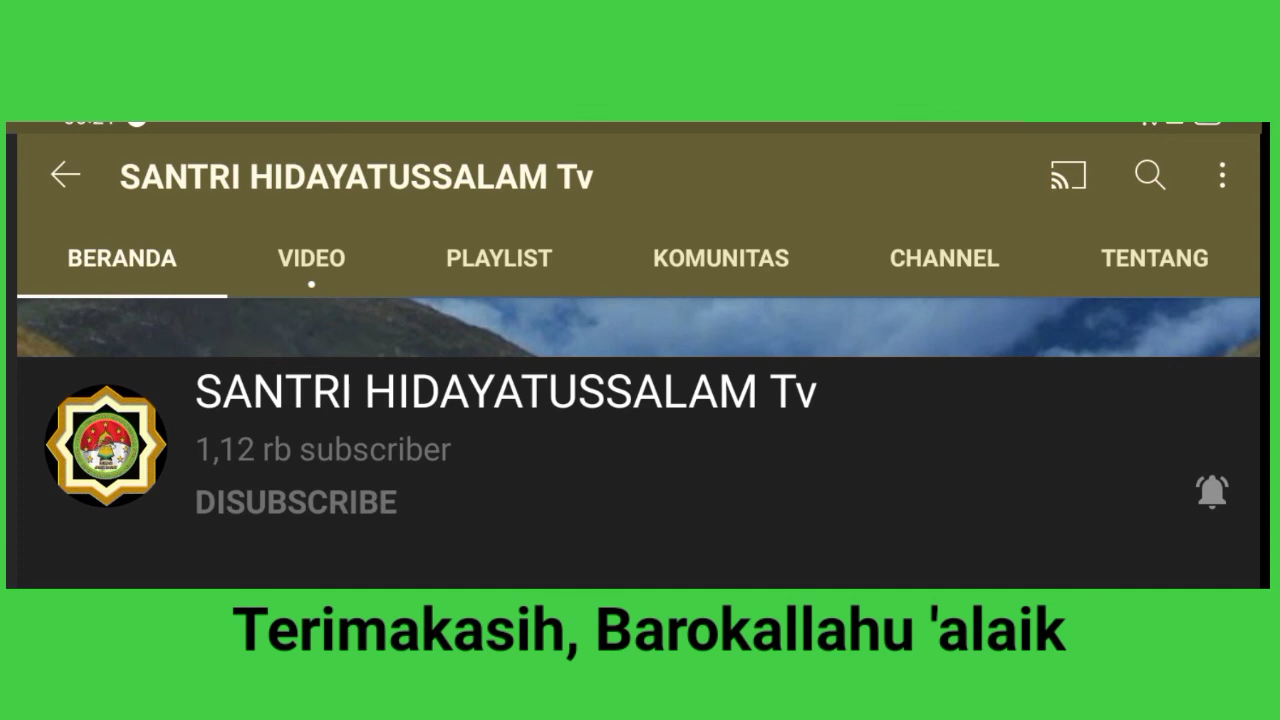 SANTRI HIDAYATUSSALAM Tv
BERANDA VIDEO PLAYLIST KOMUNITAS CHANNEL TENTANG
SANTRI HIDAYATUSSALAM Tv
1,12 rb subscriber
DISUBSCRIBE
Terimakasih, Barokallahu 'alaik